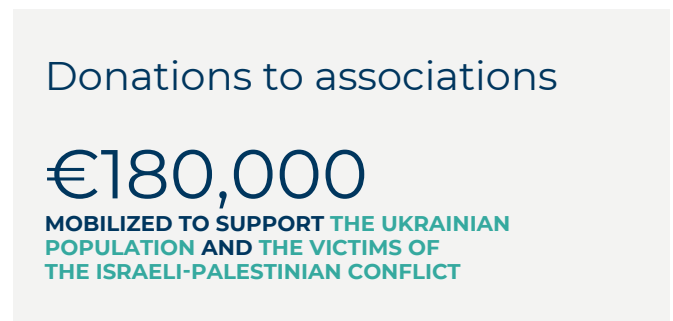 Donations to associations
€180,000
MOBILIZED TO SUPPORT THE UKRAINIAN
POPULATION AND THE VICTIMS OF
THE ISRAELI-PALESTINIAN CONFLICT